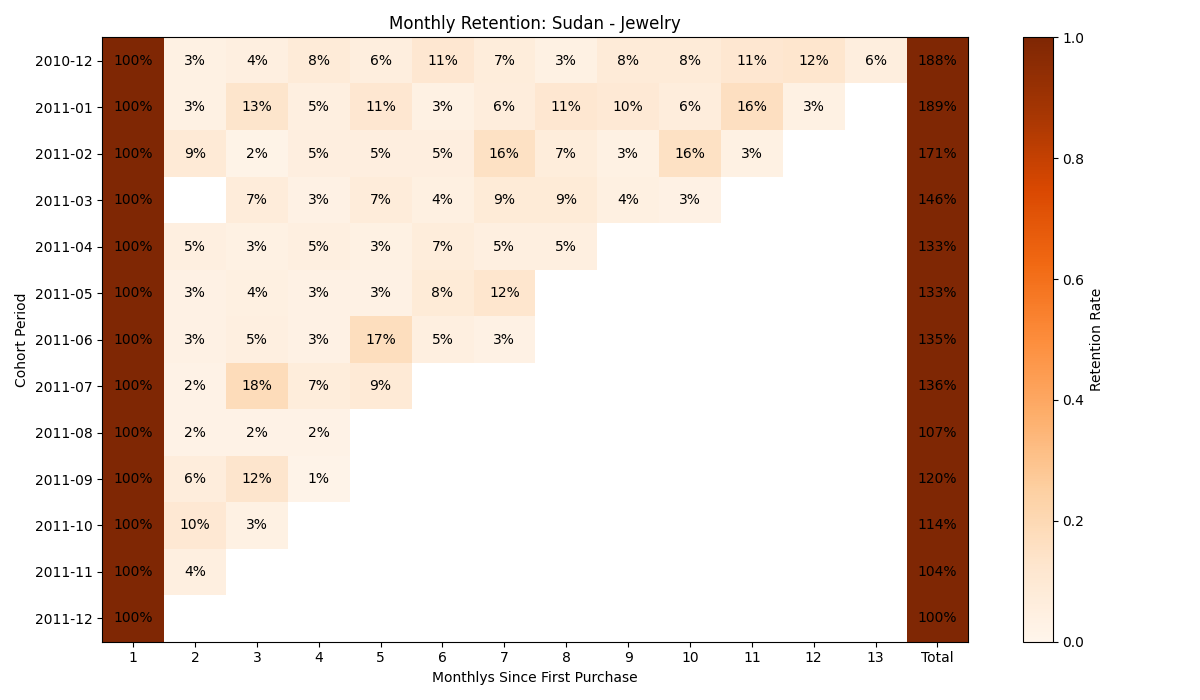 Monthly Retention: Sudan - Jewelry
2010-12 100% 3% 4% 8% 6% 11% 7% 3% 8% 8% 11% 12% 6% 188%
2011-01 100% 3% 13% 5% 11% 3% 6% 11% 10% 6% 16% 3% 189%
2011-02 100% 9% 2% 5% 5% 5% 16% 7% 3% 16% 3% 171%
2011-03 100% 7% 3% 7% 4% 9% 9% 4% 3% 146%
2011-04 100% 5% 3% 5% 3% 7% 5% 5% 133%
2011-05 100% 3% 4% 3% 3% 8% 12% 133%
2011-06 100% 3% 5% 3% 17% 5% 3% 135%
2011-07 100% 2% 18% 7% 9% 136%
2011-08 100% 2% 2% 2% 107%
2011-09 100% 6% 12% 1% 120%
2011-10 100% 10% 3% 114%
2011-11 100% 4% 104%
2011-12 100% 100%
1 2 3 4 5 6 7 8 9 10 11 12 13 Total
Monthlys Since First Purchase
Cohort Period
1.0
0.8
0.6
0.4
0.2
0.0
Retention Rate